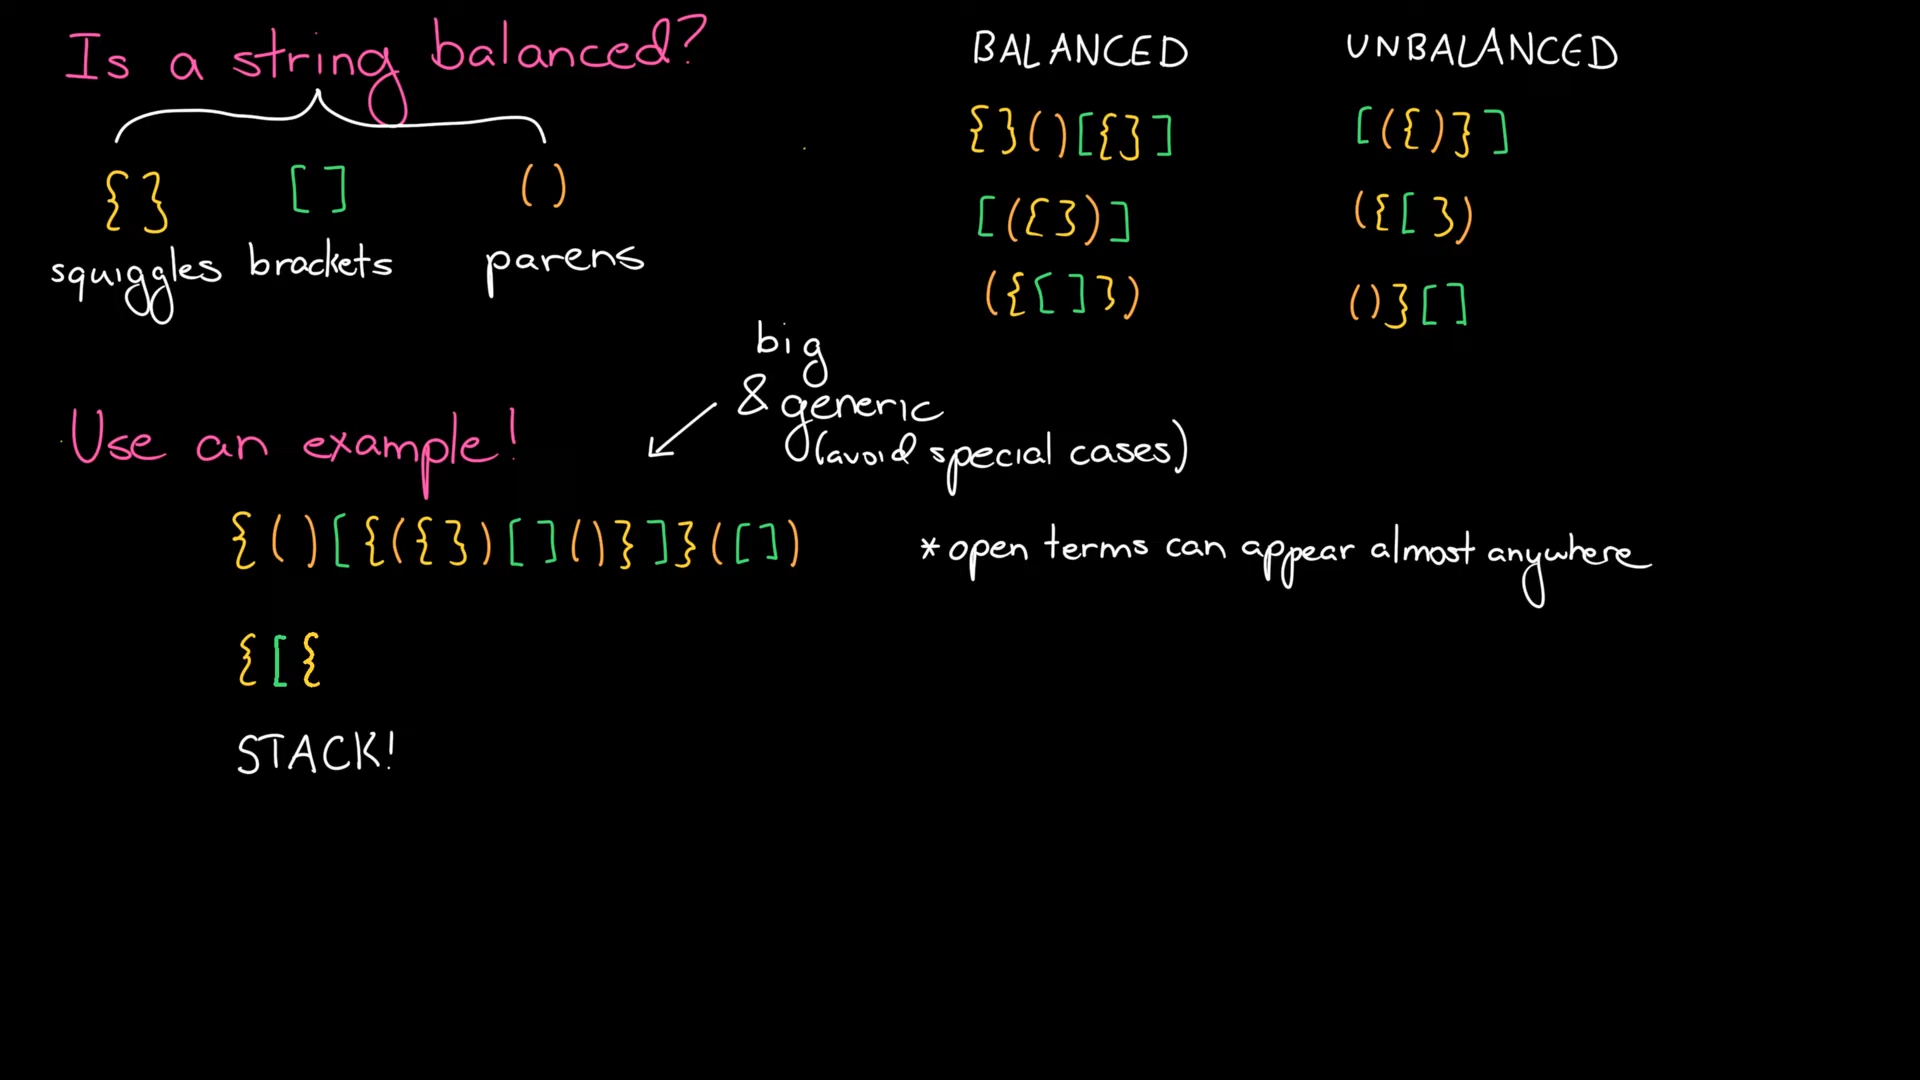 Is a string balanced?
{} [] ()
squiggles brackets parens
BALANCED
{}()[{}]
[({})]
({[]})
UNBALANCED
[({)}]
({[})
()}[]
big
& generic
(avoid special cases)
Use an example!
{()[{({})[]()}]}([])
*open terms can appear almost anywhere
{[{
STACK!